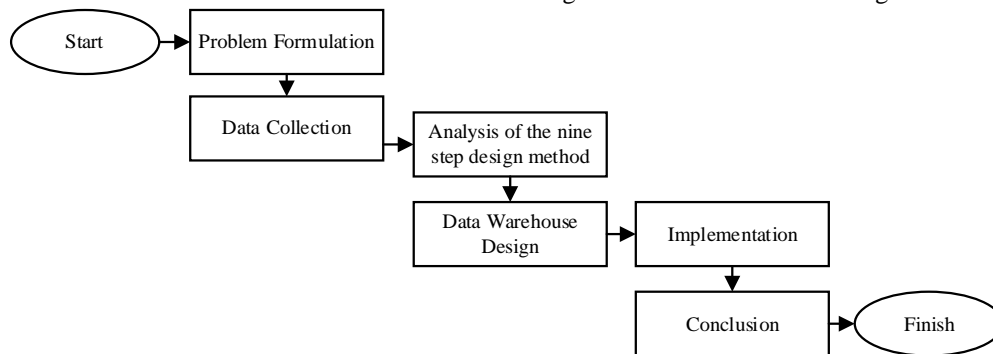 Start
Problem Formulation
Data Collection
Analysis of the nine
step design method
Data Warehouse
Design
Implementation
Conclusion
Finish